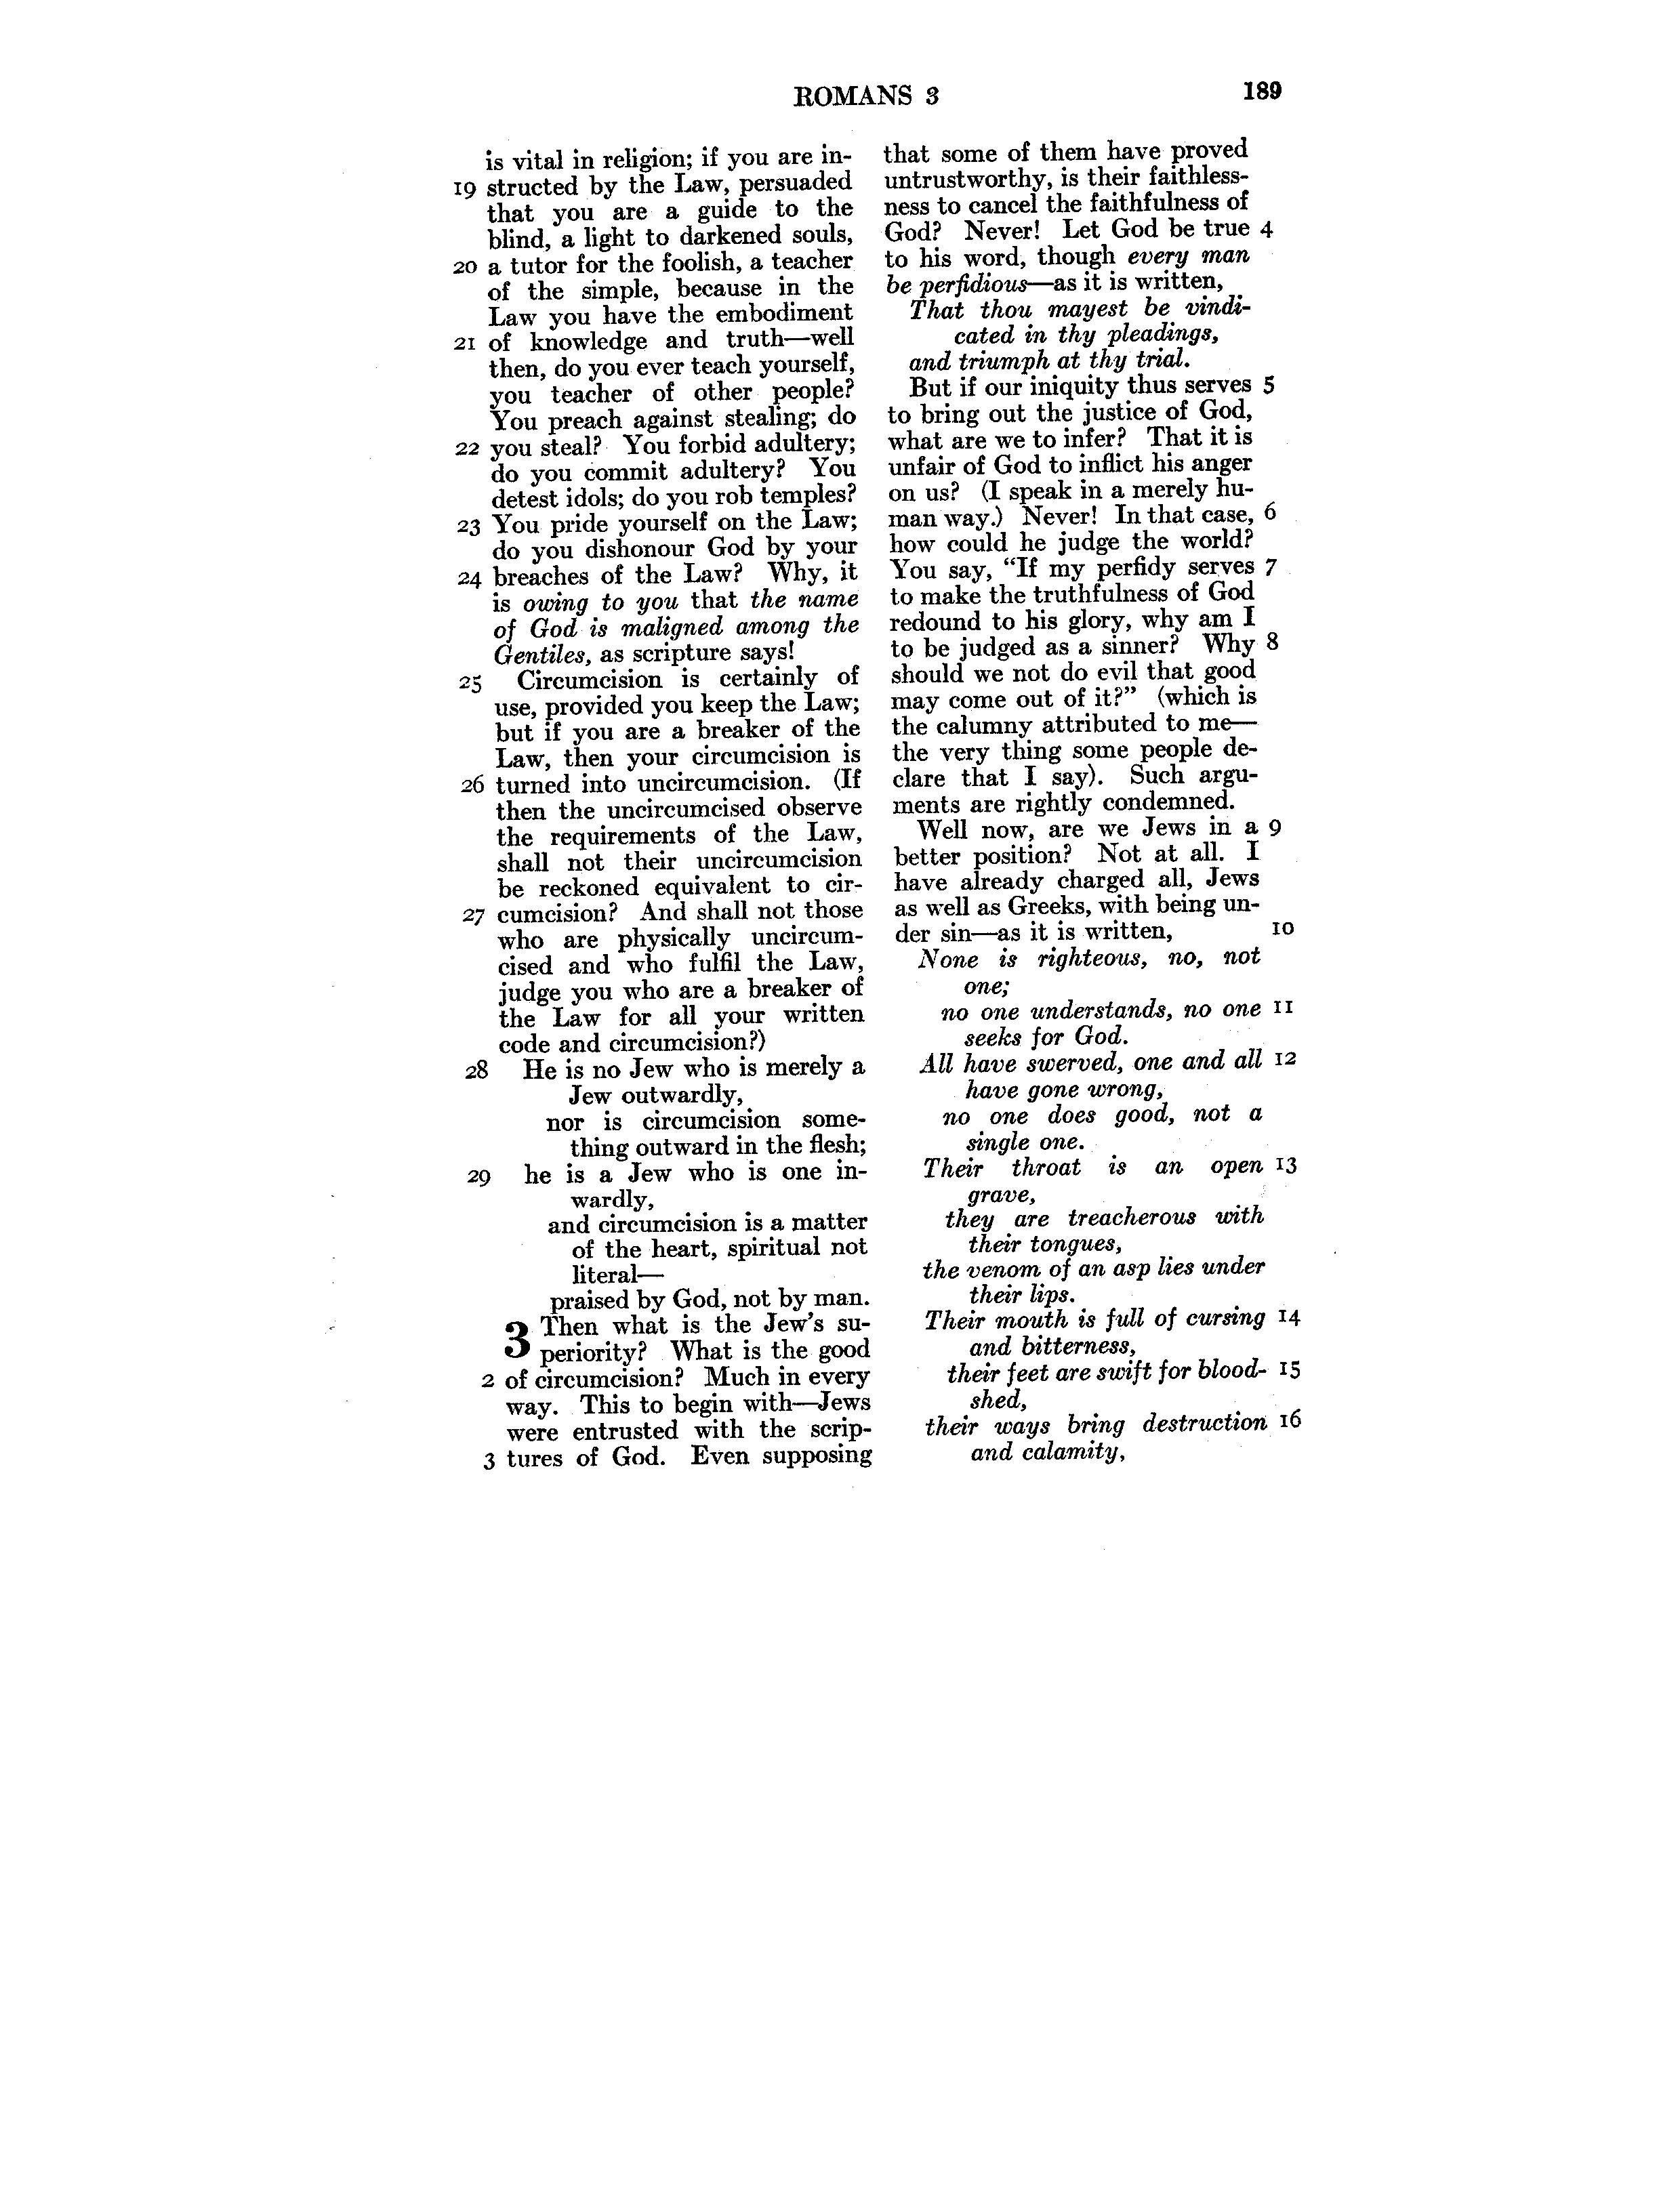 ROMANS 3
189
is vital in religion; if you are in-
19 structed by the Law, persuaded
that you are a guide to the
blind, a light to darkened souls,
20 a tutor for the foolish, a teacher
of the simple, because in the
Law you have the embodiment
21 of knowledge and truth—well
then, do you ever teach yourself,
you teacher of other people?
You preach against stealing; do
22 you steal? You forbid adultery;
do you commit adultery? You
detest idols; do you rob temples?
23 You pride yourself on the Law;
do you dishonour God by your
24 breaches of the Law? Why, it
is owing to you that the name
of God is maligned among the
Gentiles, as scripture says!
25 Circumcision is certainly of
use, provided you keep the Law;
but if you are a breaker of the
Law, then your circumcision is
26 turned into uncircumcision. (If
then the uncircumcised observe
the requirements of the Law,
shall not their uncircumcision
be reckoned equivalent to cir-
27 cumcision? And shall not those
who are physically uncircum-
cised and who fulfil the Law,
judge you who are a breaker of
the Law for all your written
code and circumcision?)
28 He is no Jew who is merely a
Jew outwardly,
nor is circumcision some-
thing outward in the flesh;
29 he is a Jew who is one in-
wardly,
and circumcision is a matter
of the heart, spiritual not
literal—
praised by God, not by man.
3 Then what is the Jew's su-
periority? What is the good
2 of circumcision? Much in every
way. This to begin with—Jews
were entrusted with the scrip-
3 tures of God. Even supposing
that some of them have proved
untrustworthy, is their faithless-
ness to cancel the faithfulness of
God? Never! Let God be true 4
to his word, though every man
be perfidious—as it is written,
That thou mayest be vindi-
cated in thy pleadings,
and triumph at thy trial.
But if our iniquity thus serves 5
to bring out the justice of God,
what are we to infer? That it is
unfair of God to inflict his anger
on us? (I speak in a merely hu-
man way.) Never! In that case, 6
how could he judge the world?
You say, "If my perfidy serves 7
to make the truthfulness of God
redound to his glory, why am I
to be judged as a sinner? Why 8
should we not do evil that good
may come out of it?" (which is
the calumny attributed to me—
the very thing some people de-
clare that I say). Such argu-
ments are rightly condemned.
Well now, are we Jews in a 9
better position? Not at all. I
have already charged all, Jews
as well as Greeks, with being un-
der sin—as it is written, 10
None is righteous, no, not
one;
no one understands, no one 11
seeks for God.
All have swerved, one and all 12
have gone wrong,
no one does good, not a
single one.
Their throat is an open 13
grave,
they are treacherous with
their tongues,
the venom of an asp lies under
their lips.
Their mouth is full of cursing 14
and bitterness,
their feet are swift for blood- 15
shed,
their ways bring destruction 16
and calamity,